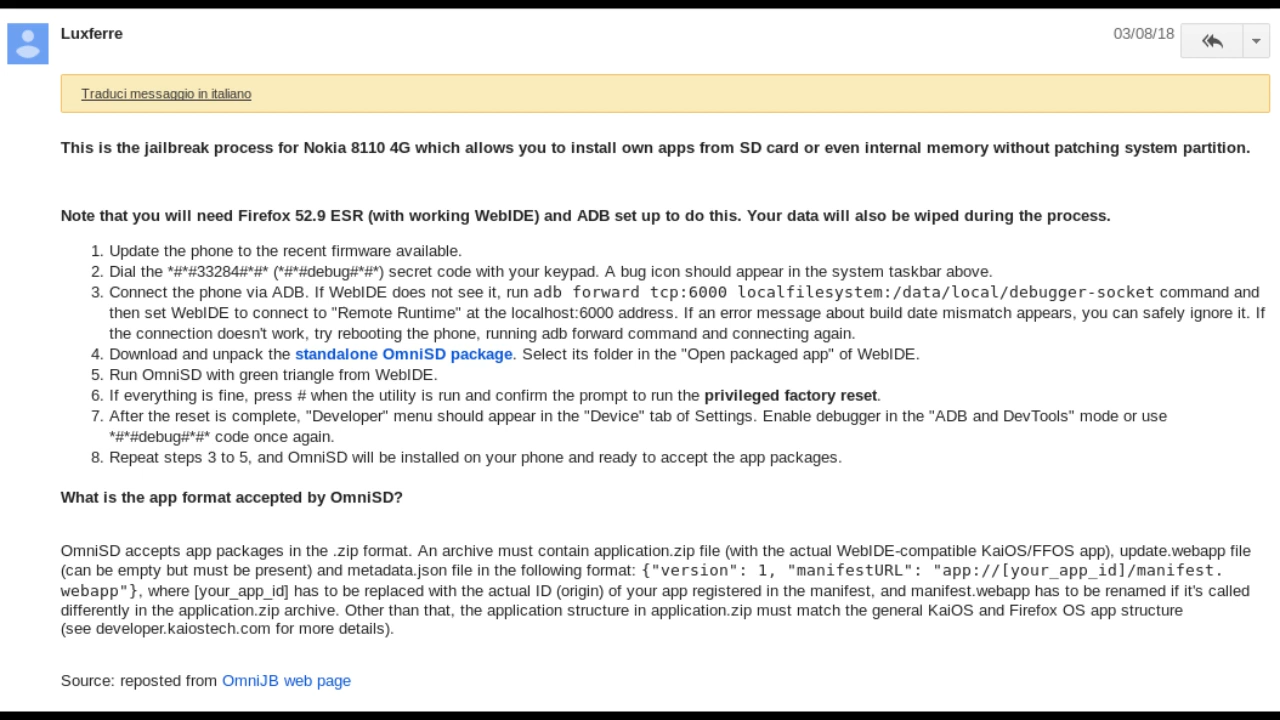 Luxferre
03/08/18
Traduci messaggio in italiano
This is the jailbreak process for Nokia 8110 4G which allows you to install own apps from SD card or even internal memory without patching system partition.
Note that you will need Firefox 52.9 ESR (with working WebIDE) and ADB set up to do this. Your data will also be wiped during the process.
1. Update the phone to the recent firmware available.
2. Dial the *#*#33284#*#* (*#*#debug#*#*) secret code with your keypad. A bug icon should appear in the system taskbar above.
3. Connect the phone via ADB. If WebIDE does not see it, run adb forward tcp:6000 localfilesystem:/data/local/debugger-socket command and
then set WebIDE to connect to "Remote Runtime" at the localhost:6000 address. If an error message about build date mismatch appears, you can safely ignore it. If
the connection doesn't work, try rebooting the phone, running adb forward command and connecting again.
4. Download and unpack the standalone OmniSD package. Select its folder in the "Open packaged app" of WebIDE.
5. Run OmniSD with green triangle from WebIDE.
6. If everything is fine, press # when the utility is run and confirm the prompt to run the privileged factory reset.
7. After the reset is complete, "Developer" menu should appear in the "Device" tab of Settings. Enable debugger in the "ADB and DevTools" mode or use
*#*#debug#*#* code once again.
8. Repeat steps 3 to 5, and OmniSD will be installed on your phone and ready to accept the app packages.
What is the app format accepted by OmniSD?
OmniSD accepts app packages in the .zip format. An archive must contain application.zip file (with the actual WebIDE-compatible KaiOS/FFOS app), update.webapp file
(can be empty but must be present) and metadata.json file in the following format: {"version": 1, "manifestURL": "app://[your_app_id]/manifest.
webapp"}, where [your_app_id] has to be replaced with the actual ID (origin) of your app registered in the manifest, and manifest.webapp has to be renamed if it's called
differently in the application.zip archive. Other than that, the application structure in application.zip must match the general KaiOS and Firefox OS app structure
(see developer.kaiostech.com for more details).
Source: reposted from OmniJB web page